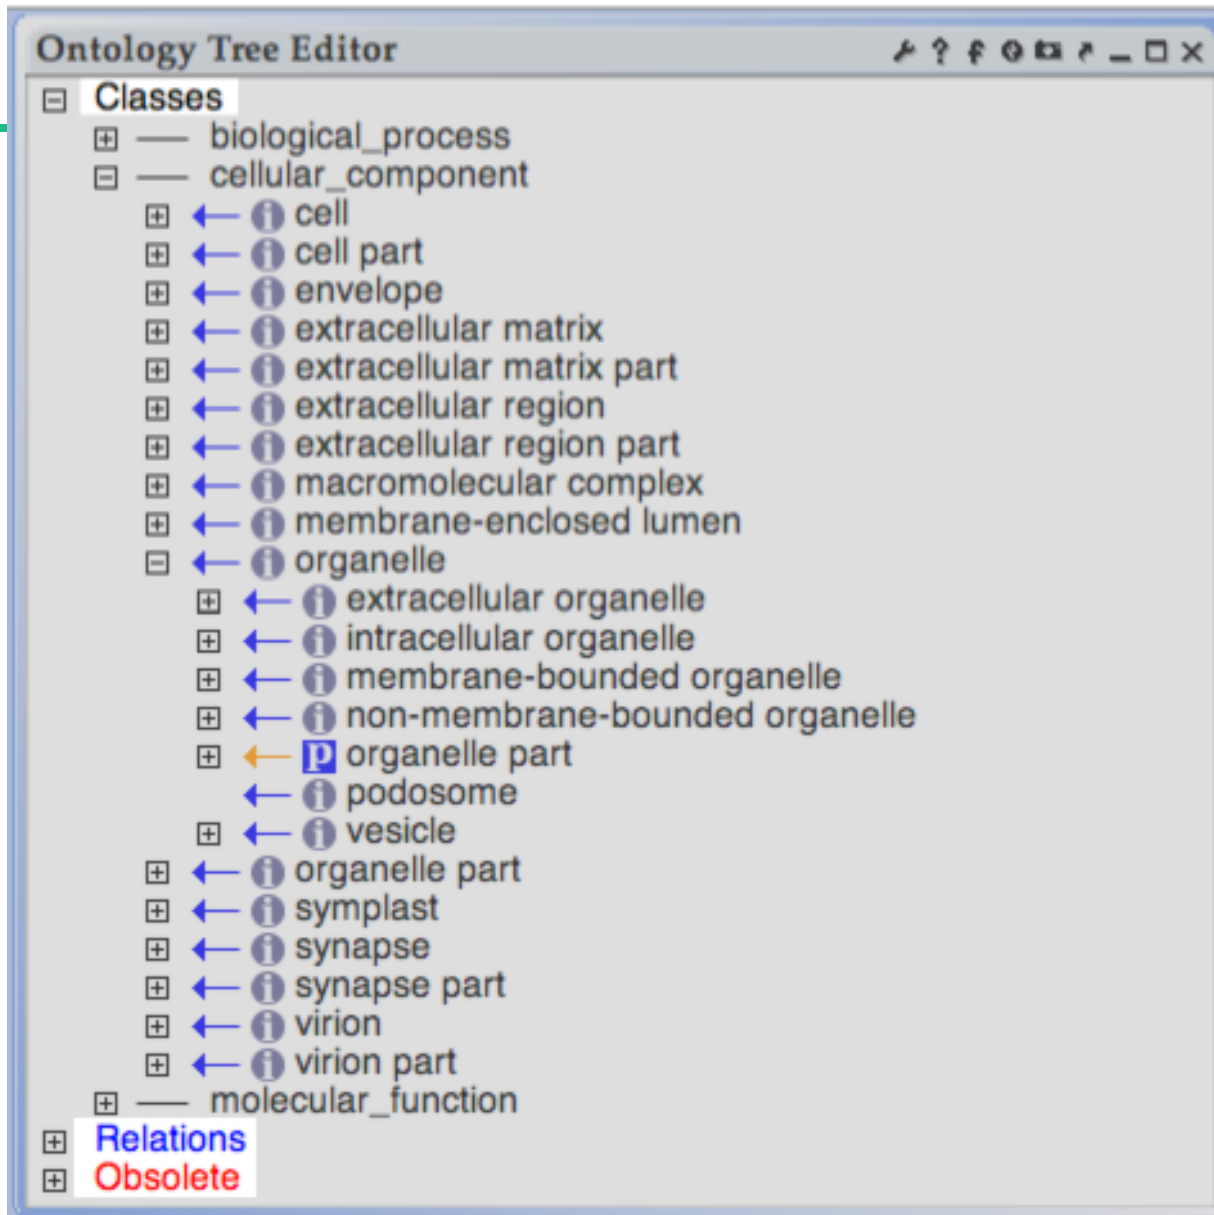 Ontology Tree Editor
Classes
biological_process
cellular_component
cell
cell part
envelope
extracellular matrix
extracellular matrix part
extracellular region
extracellular region part
macromolecular complex
membrane-enclosed lumen
organelle
extracellular organelle
intracellular organelle
membrane-bounded organelle
non-membrane-bounded organelle
P organelle part
podosome
vesicle
organelle part
symplast
synapse
synapse part
virion
virion part
molecular_function
Relations
Obsolete